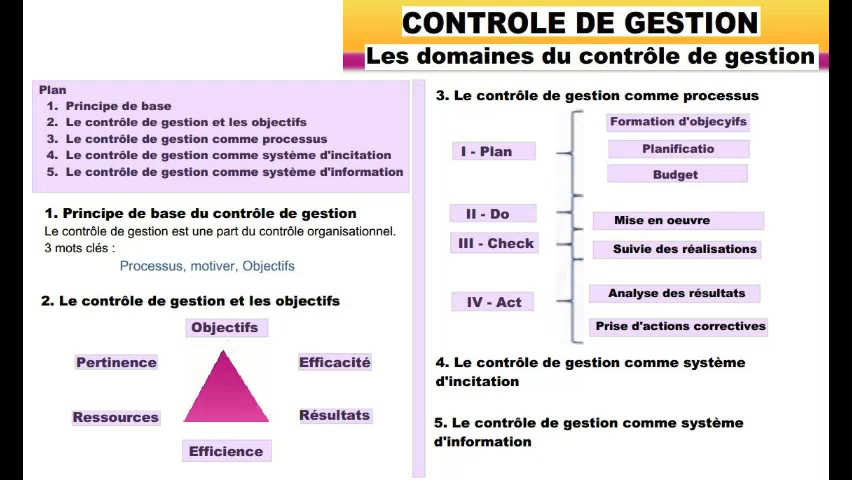 CONTROLE DE GESTION
Les domaines du contrôle de gestion
Plan
1. Principe de base
2. Le contrôle de gestion et les objectifs
3. Le contrôle de gestion comme processus
4. Le contrôle de gestion comme système d'incitation
5. Le contrôle de gestion comme système d'information
1. Principe de base du contrôle de gestion
Le contrôle de gestion est une part du contrôle organisationnel.
3 mots clés :
Processus, motiver, Objectifs
2. Le contrôle de gestion et les objectifs
Objectifs
Pertinence
Efficacité
Ressources
Résultats
Efficience
3. Le contrôle de gestion comme processus
I - Plan
Formation d'objecyifs
Planificatio
Budget
II - Do
Mise en oeuvre
III - Check
Suivie des réalisations
IV - Act
Analyse des résultats
Prise d'actions correctives
4. Le contrôle de gestion comme système
d'incitation
5. Le contrôle de gestion comme système
d'information